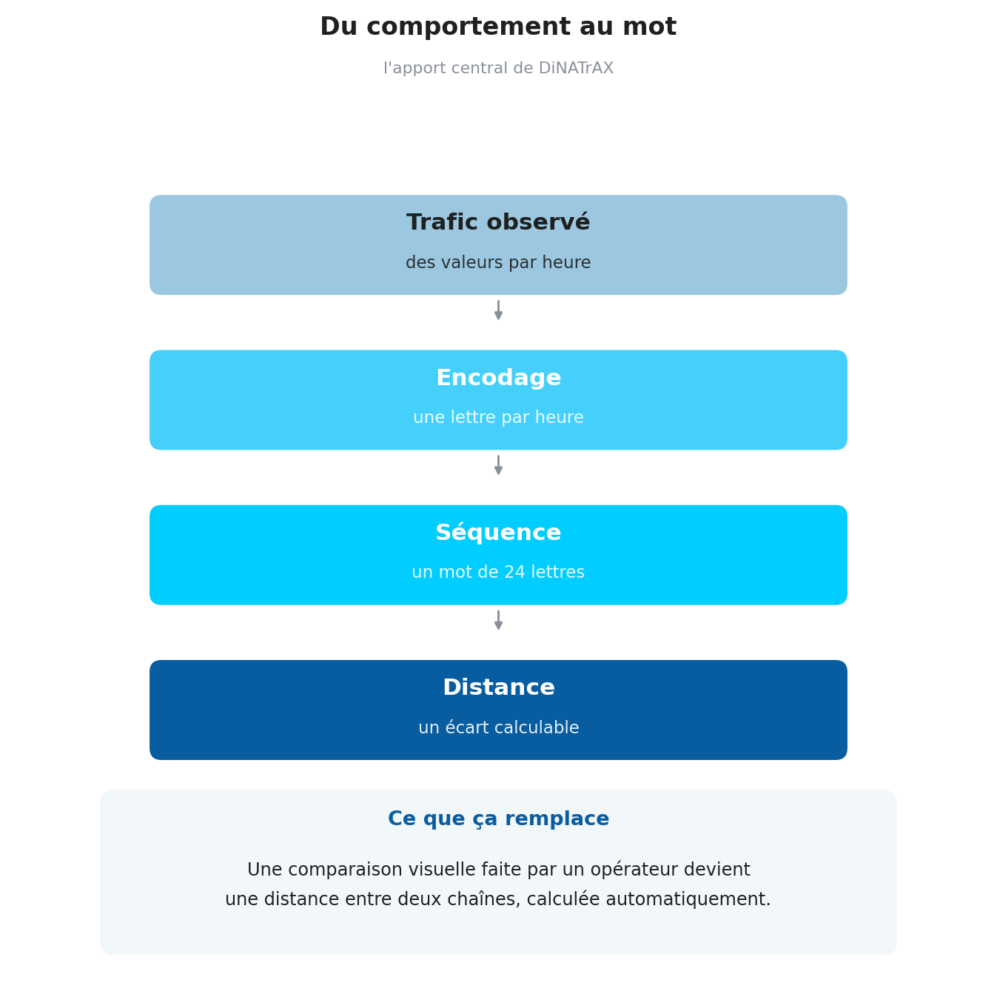 Du comportement au mot
l'apport central de DiNATrAX
Trafic observé
des valeurs par heure
Encodage
une lettre par heure
Séquence
un mot de 24 lettres
Distance
un écart calculable
Ce que ça remplace
Une comparaison visuelle faite par un opérateur devient
une distance entre deux chaînes, calculée automatiquement.